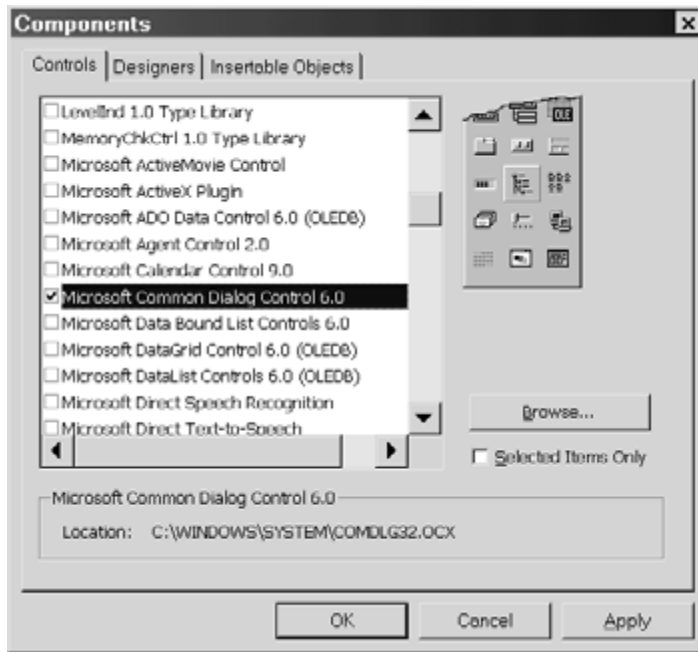 Components
Controls Designers Insertable Objects
LevelInd 1.0 Type Library
MemoryChkCtrl 1.0 Type Library
Microsoft ActiveMovie Control
Microsoft ActiveX Plugin
Microsoft ADO Data Control 6.0 (OLEDB)
Microsoft Agent Control 2.0
Microsoft Calendar Control 9.0
Microsoft Common Dialog Control 6.0
Microsoft Data Bound List Controls 6.0
Microsoft DataGrid Control 6.0 (OLEDB)
Microsoft DataList Controls 6.0 (OLEDB)
Microsoft Direct Speech Recognition
Microsoft Direct Text-to-Speech
OLE
Browse...
Selected Items Only
Microsoft Common Dialog Control 6.0
Location: C:\WINDOWS\SYSTEM\COMDLG32.OCX
OK Cancel Apply